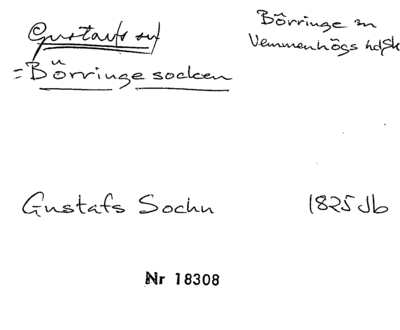 Gustafs sn
Börringe sn
Vemmenhögs hd Sk
= Börringe socken
Gustafs Sochn
1825 Jb
Nr 18308